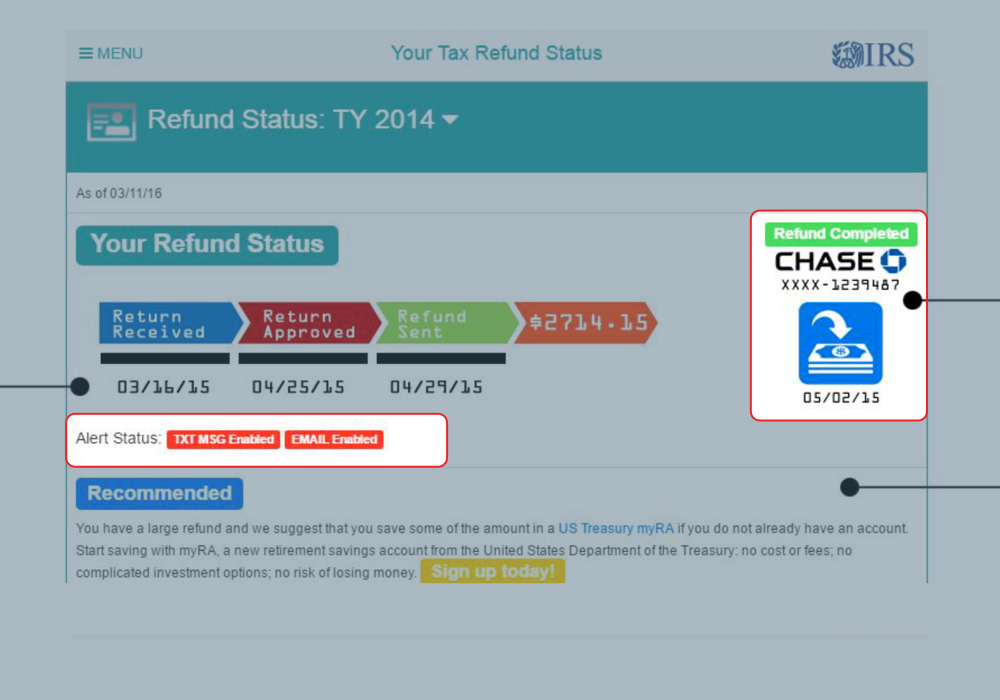 MENU
Your Tax Refund Status
IRS
Refund Status: TY 2014
As of 03/11/16
Your Refund Status
Refund Completed
CHASE
XXXX-1239487
05/02/15
Return
Received
Return
Approved
Refund
Sent
$2714.15
03/16/15
04/25/15
04/29/15
Alert Status: TXT MSG Enabled EMAIL Enabled
Recommended
You have a large refund and we suggest that you save some of the amount in a US Treasury myRA if you do not already have an account.
Start saving with myRA, a new retirement savings account from the United States Department of the Treasury: no cost or fees; no
complicated investment options; no risk of losing money. Sign up today!